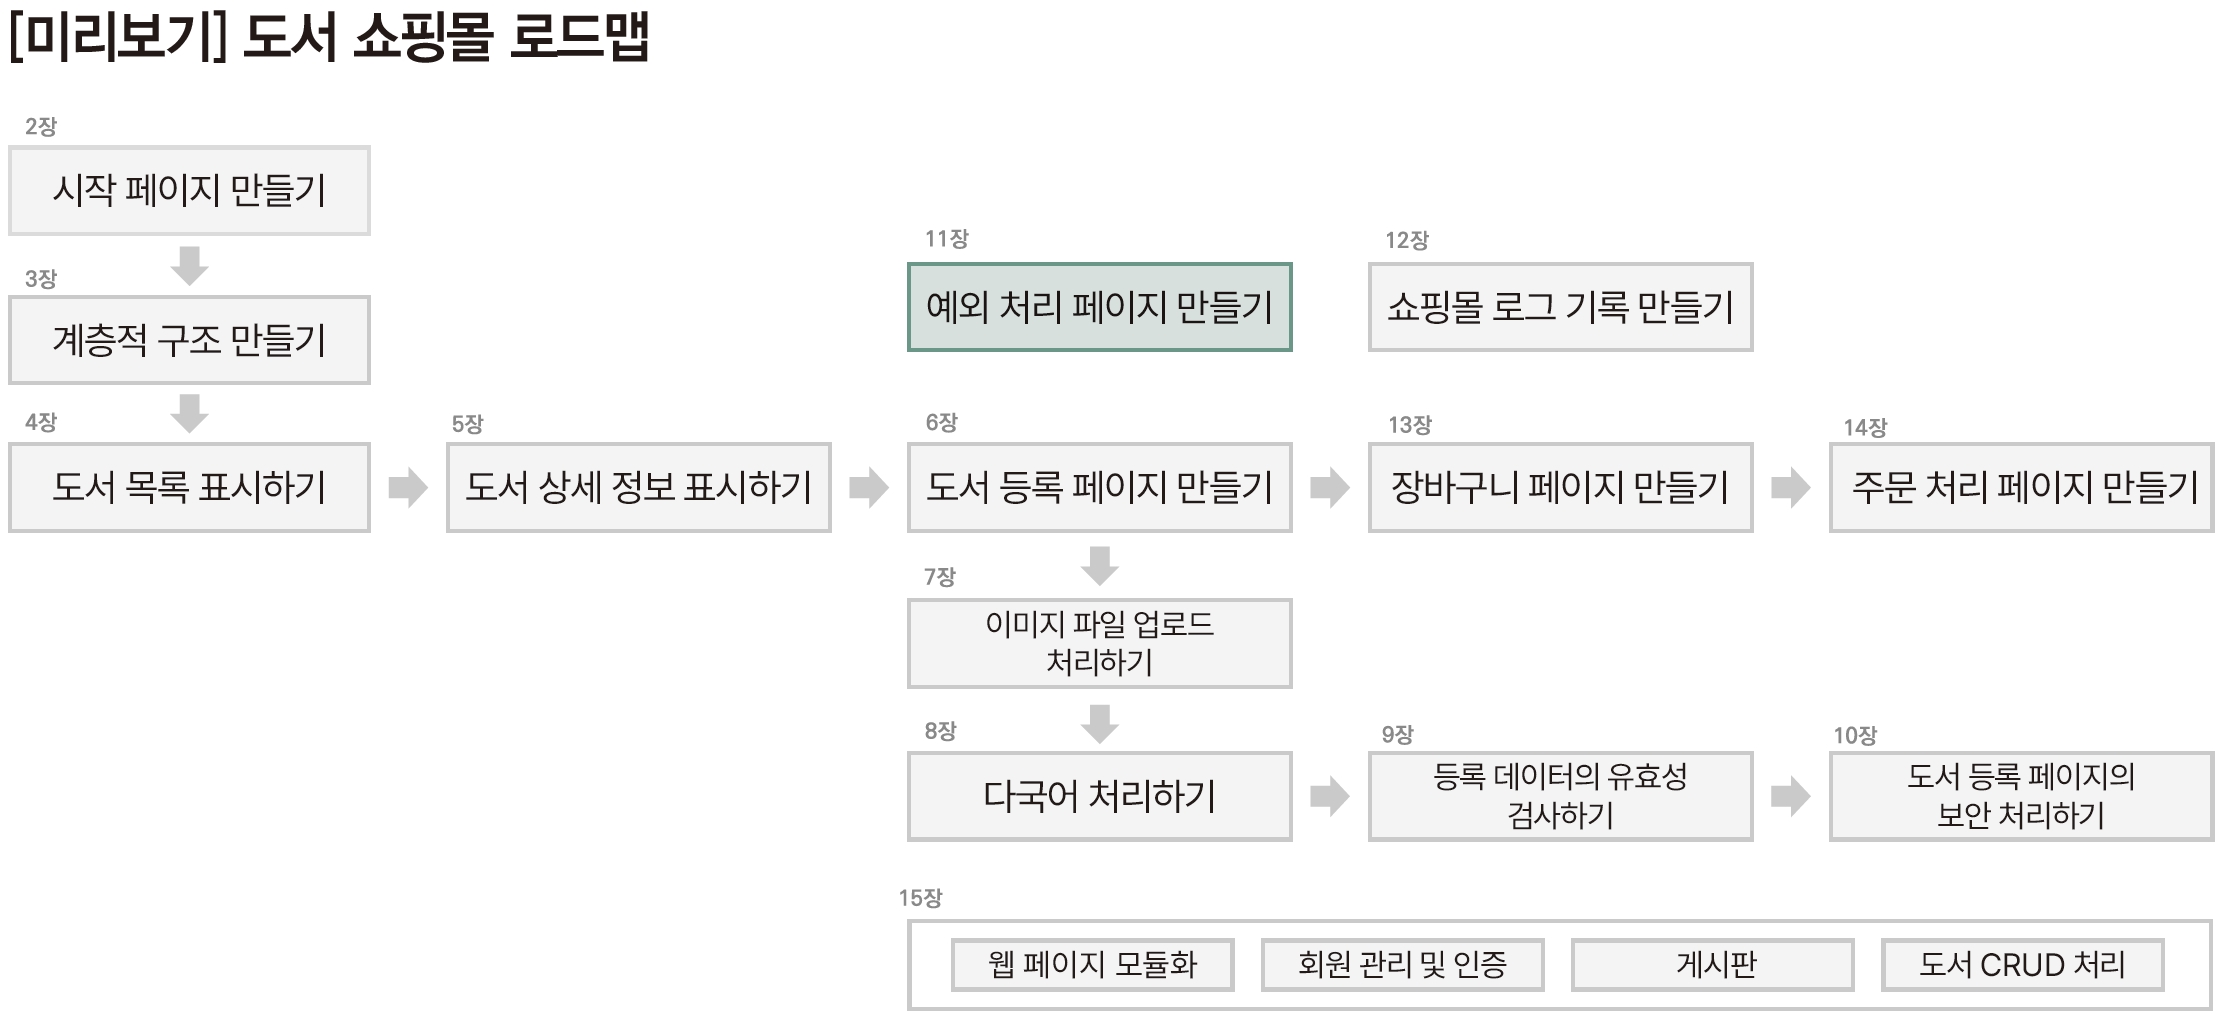 [미리보기] 도서 쇼핑몰 로드맵
2장
시작 페이지 만들기
3장
계층적 구조 만들기
4장
도서 목록 표시하기
5장
도서 상세 정보 표시하기
11장
예외 처리 페이지 만들기
12장
쇼핑몰 로그 기록 만들기
6장
도서 등록 페이지 만들기
13장
장바구니 페이지 만들기
14장
주문 처리 페이지 만들기
7장
이미지 파일 업로드
처리하기
8장
다국어 처리하기
9장
등록 데이터의 유효성
검사하기
10장
도서 등록 페이지의
보안 처리하기
15장
웹 페이지 모듈화
회원 관리 및 인증
게시판
도서 CRUD 처리